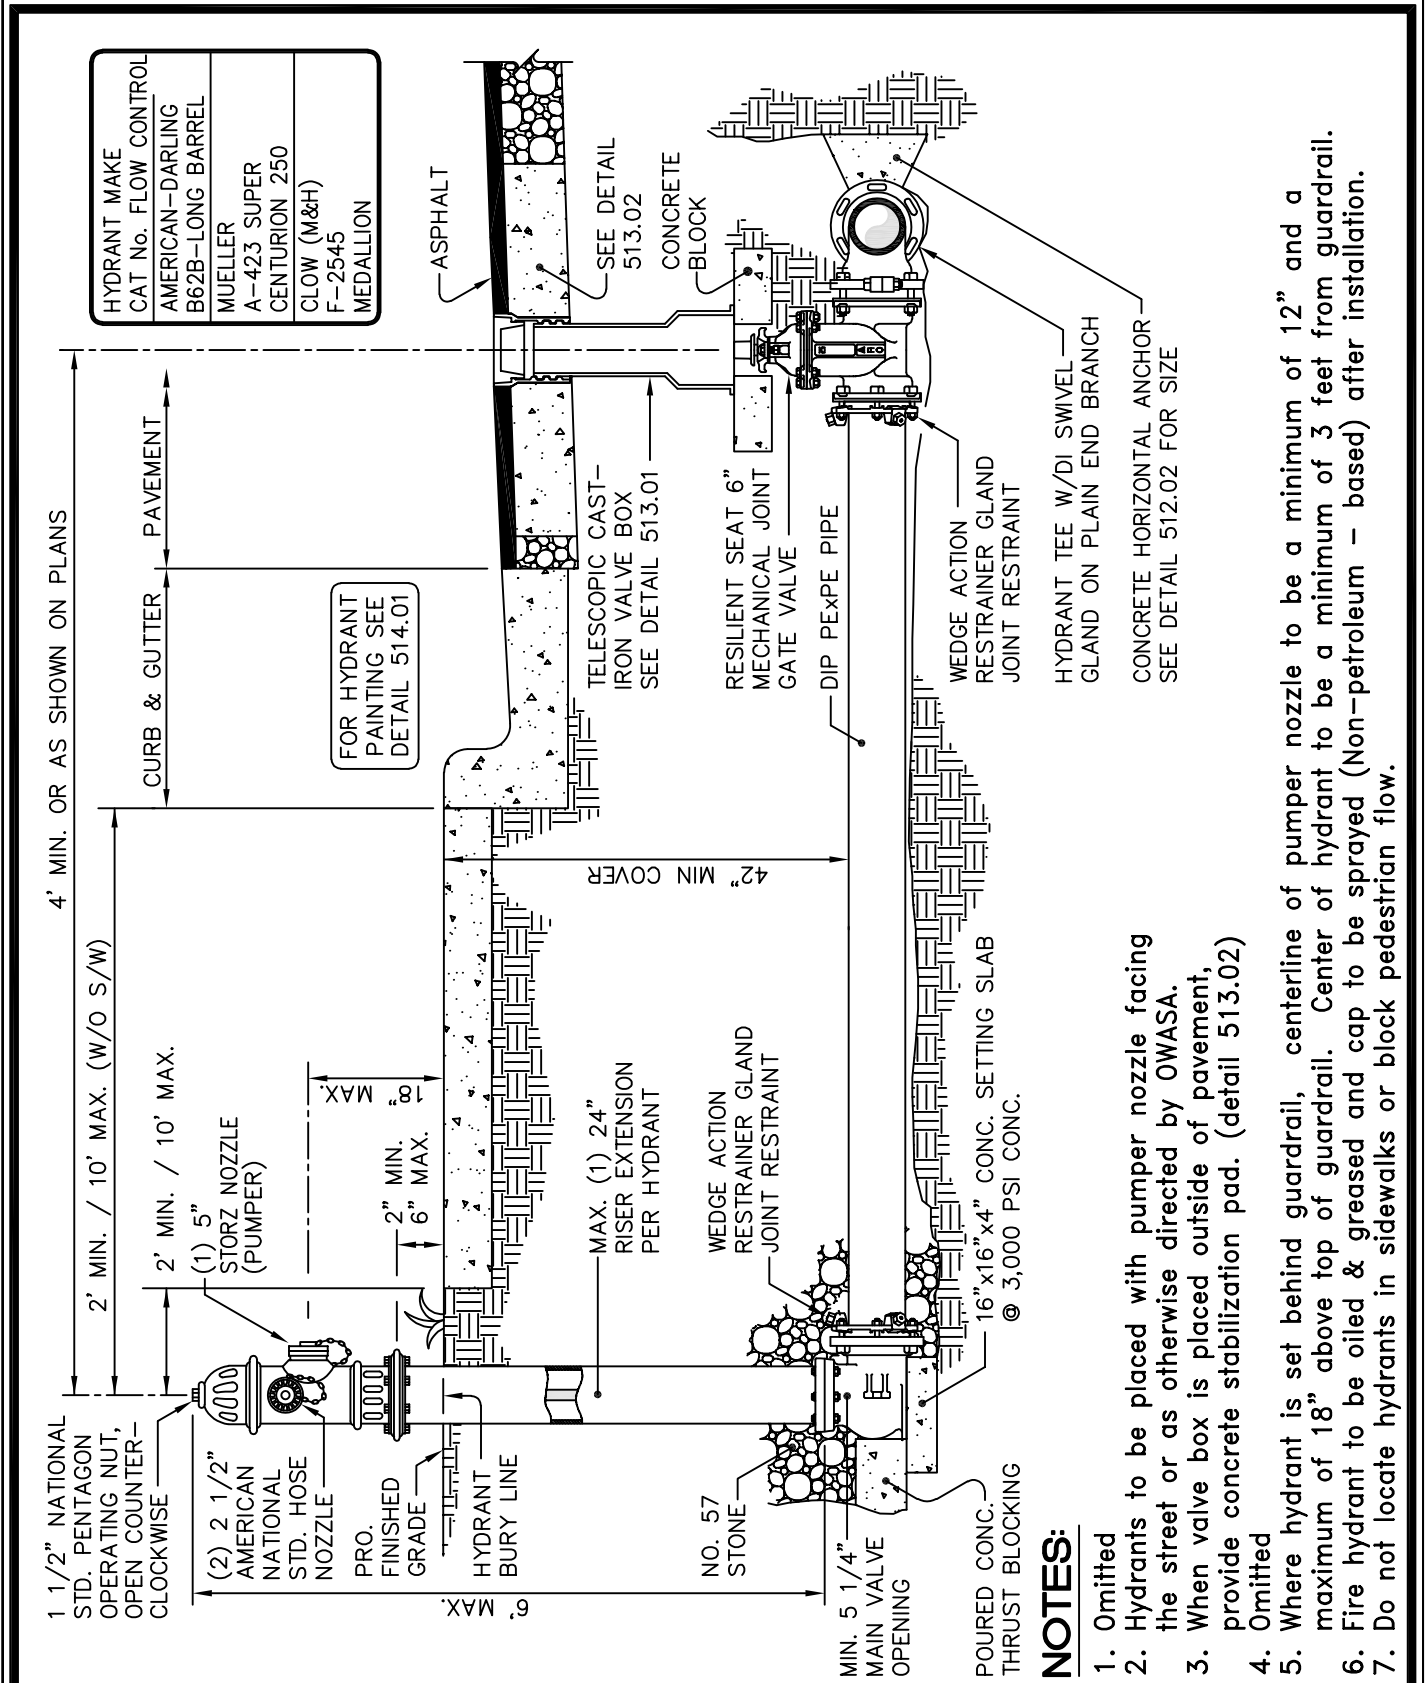 HYDRANT MAKE
CAT No. FLOW CONTROL
AMERICAN-DARLING
B62B-LONG BARREL
MUELLER
A-423 SUPER
CENTURION 250
CLOW (M&H)
F-2545
MEDALLION
4' MIN. OR AS SHOWN ON PLANS
2' MIN. / 10' MAX. (W/O S/W)
2' MIN. / 10' MAX.
CURB & GUTTER
PAVEMENT
1 1/2" NATIONAL
STD. PENTAGON
OPERATING NUT,
OPEN COUNTER-
CLOCKWISE
(1) 5"
STORZ NOZZLE
(PUMPER)
18" MAX.
2" MIN.
6" MAX.
FOR HYDRANT
PAINTING SEE
DETAIL 514.01
ASPHALT
SEE DETAIL
513.02
CONCRETE
BLOCK
(2) 2 1/2"
AMERICAN
NATIONAL
STD. HOSE
NOZZLE
PRO.
FINISHED
GRADE
HYDRANT
BURY LINE
6' MAX.
MAX. (1) 24"
RISER EXTENSION
PER HYDRANT
42" MIN COVER
TELESCOPIC CAST-
IRON VALVE BOX
SEE DETAIL 513.01
RESILIENT SEAT 6"
MECHANICAL JOINT
GATE VALVE
DIP PExPE PIPE
WEDGE ACTION
RESTRAINER GLAND
JOINT RESTRAINT
WEDGE ACTION
RESTRAINER GLAND
JOINT RESTRAINT
HYDRANT TEE W/DI SWIVEL
GLAND ON PLAIN END BRANCH
CONCRETE HORIZONTAL ANCHOR
SEE DETAIL 512.02 FOR SIZE
NO. 57
STONE
MIN. 5 1/4"
MAIN VALVE
OPENING
POURED CONC.
THRUST BLOCKING
16"x16"x4" CONC. SETTING SLAB
@ 3,000 PSI CONC.
NOTES:
1. Omitted
2. Hydrants to be placed with pumper nozzle facing
the street or as otherwise directed by OWASA.
3. When valve box is placed outside of pavement,
provide concrete stabilization pad. (detail 513.02)
4. Omitted
5. Where hydrant is set behind guardrail, centerline of pumper nozzle to be a minimum of 12" and a
maximum of 18" above top of guardrail. Center of hydrant to be a minimum of 3 feet from guardrail.
6. Fire hydrant to be oiled & greased and cap to be sprayed (Non-petroleum - based) after installation.
7. Do not locate hydrants in sidewalks or block pedestrian flow.